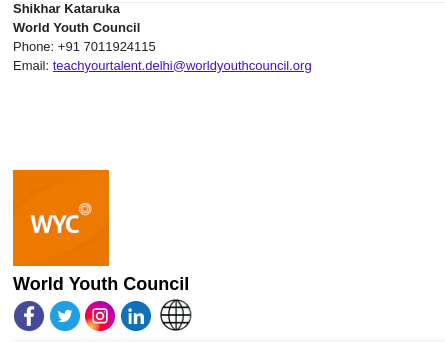 Shikhar Kataruka
World Youth Council
Phone: +91 7011924115
Email: teachyourtalent.delhi@worldyouthcouncil.org
WYC
World Youth Council